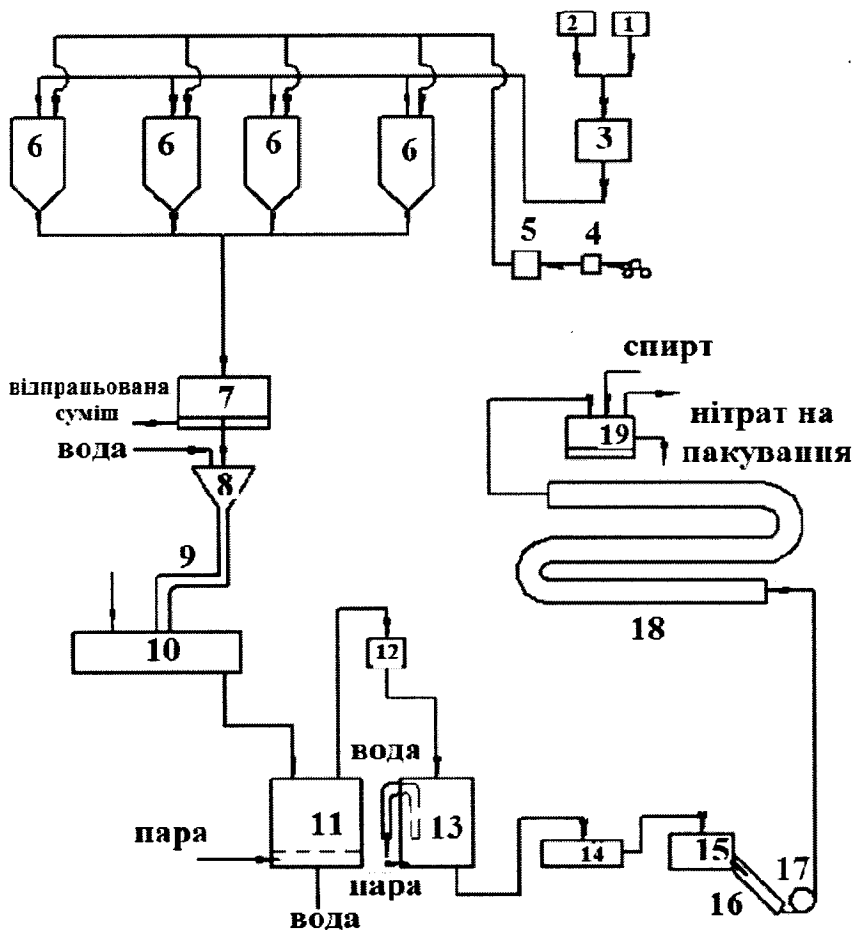 2 1
6 6 6 6 3
5 4
спирт
відпрацьована
суміш
7
19
нітрат на
пакування
вода
8
9
10
12
18
вода
11
13
пара
14
15
17
пара
16
вода